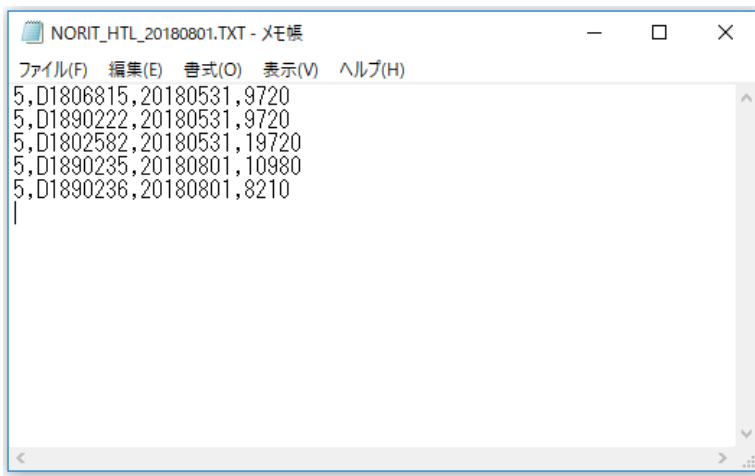 NORIT_HTL_20180801.TXT - メモ帳
ファイル(F) 編集(E) 書式(O) 表示(V) ヘルプ(H)
5,D1806815,20180531,9720
5,D1890222,20180531,9720
5,D1802582,20180531,19720
5,D1890235,20180801,10980
5,D1890236,20180801,8210